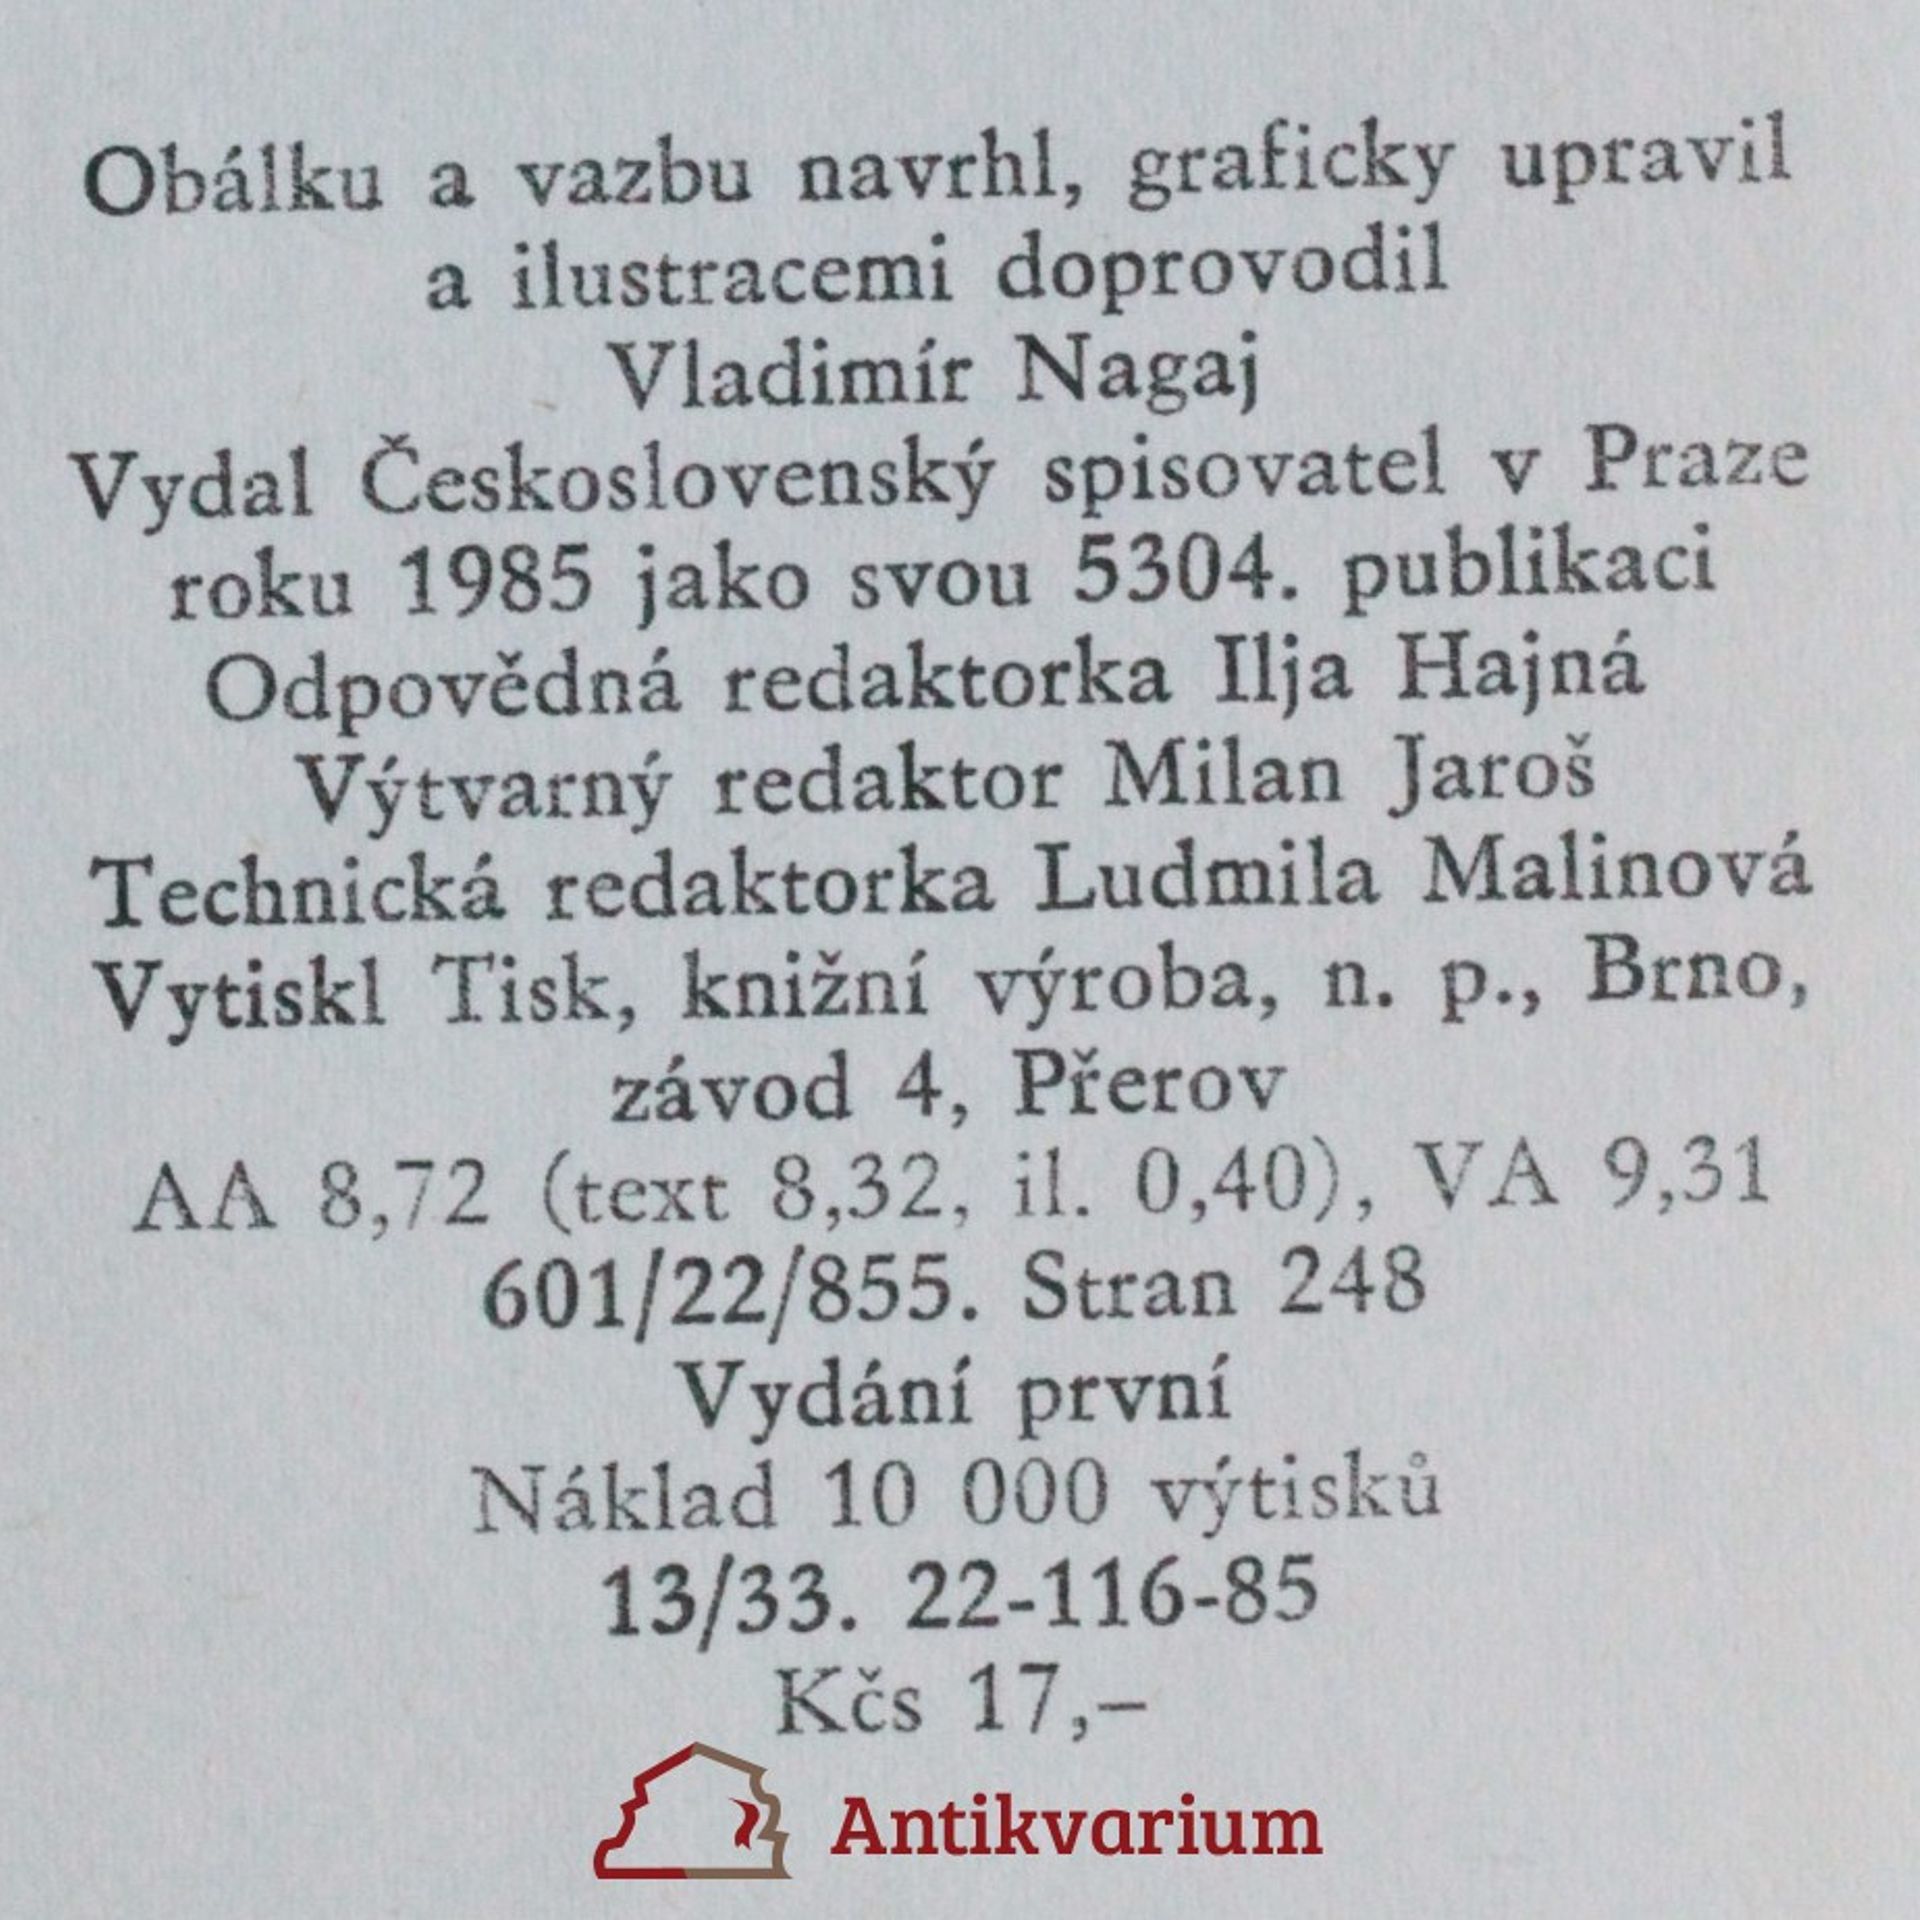 Obálku a vazbu navrhl, graficky upravil
a ilustracemi doprovodil
Vladimír Nagaj
Vydal Československý spisovatel v Praze
roku 1985 jako svou 5304. publikaci
Odpovědná redaktorka Ilja Hajná
Výtvarný redaktor Milan Jaroš
Technická redaktorka Ludmila Malinová
Vytiskl Tisk, knižní výroba, n. p., Brno,
závod 4, Přerov
AA 8,72 (text 8,32, il. 0,40), VA 9,31
601/22/855. Stran 248
Vydání první
Náklad 10 000 výtisků
13/33. 22-116-85
Kčs 17,–
Antikvarium